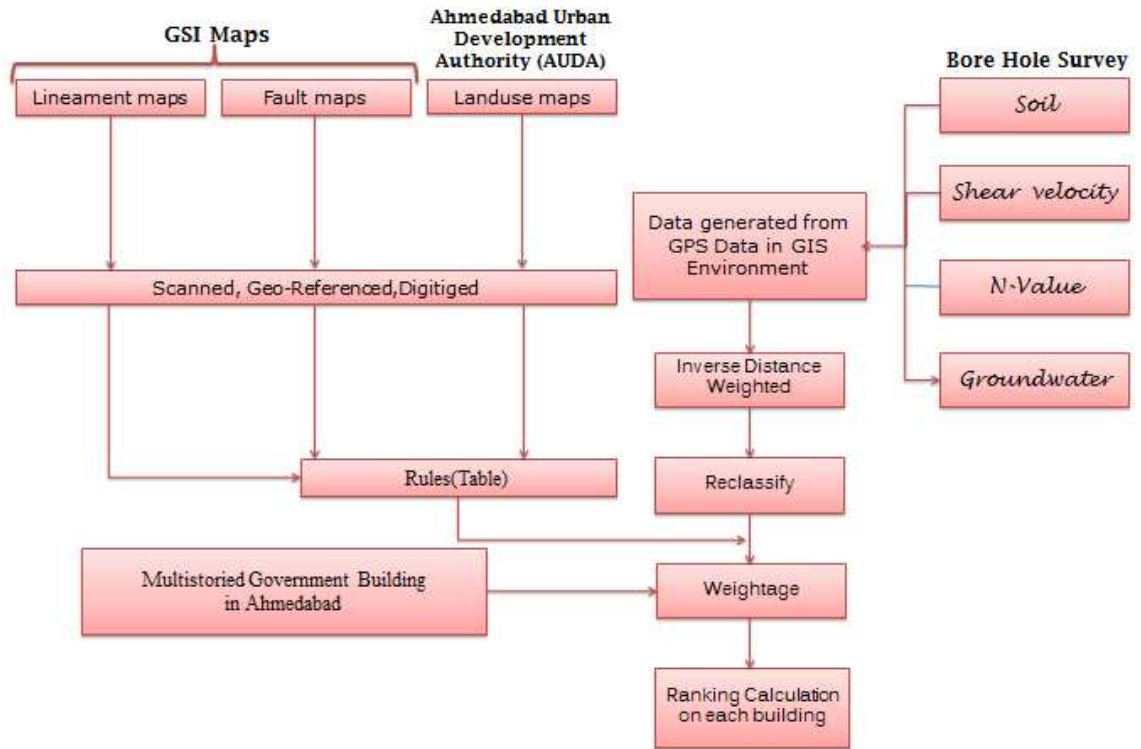 GSI Maps
Ahmedabad Urban
Development
Authority (AUDA)
Bore Hole Survey
Lineament maps
Fault maps
Landuse maps
Soil
Shear velocity
N-Value
Groundwater
Data generated from
GPS Data in GIS
Environment
Scanned, Geo-Referenced,Digitiged
Inverse Distance
Weighted
Rules(Table)
Reclassify
Multistoried Government Building
in Ahmedabad
Weightage
Ranking Calculation
on each building